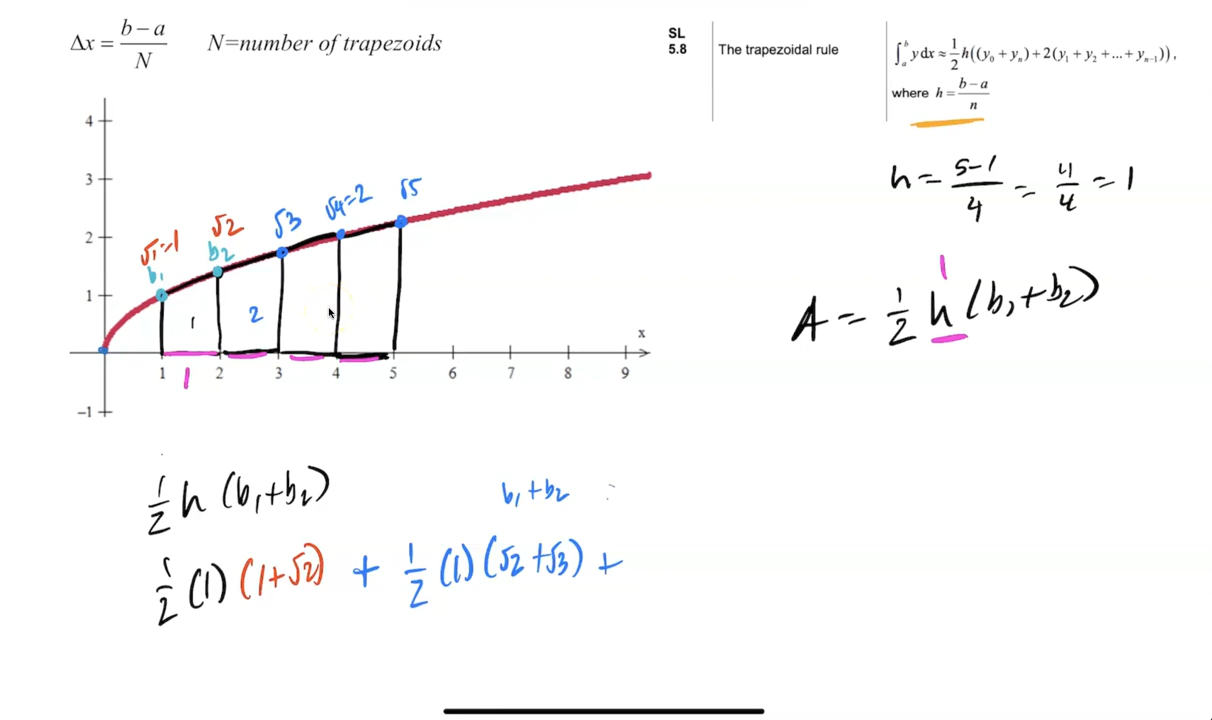 Δx = (b − a)/N N=number of trapezoids
SL
5.8
The trapezoidal rule
∫_a^b y dx ≈ 1/2 h((y₀ + yₙ) + 2(y₁ + y₂ + ... + yₙ₋₁)),
where h = (b − a)/n
h = (5-1)/4 = 4/4 = 1
1
A = 1/2 h (b₁+b₂)
4
3
2
1
-1
√1=1
√2
√3
√4=2
√5
b₁
b₂
1
2
x
1 2 3 4 5 6 7 8 9
1
1/2 h (b₁+b₂)
b₁+b₂
1/2 (1) (1+√2) + 1/2 (1) (√2+√3) +